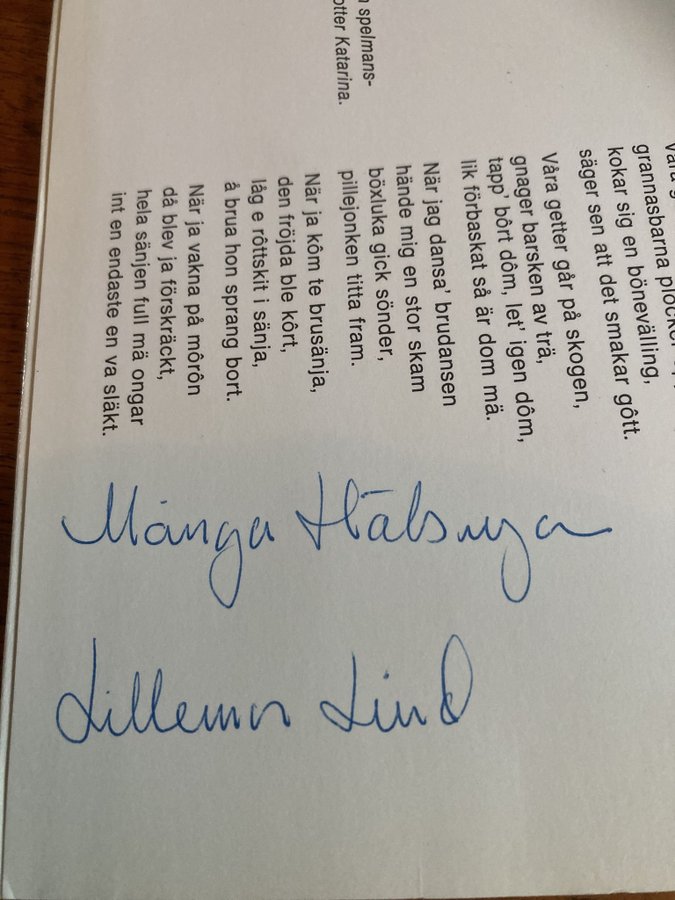 spelmans-
Katarina.
grannasbarna plocker
kokar sig en bönevälling,
säger sen att det smakar gôtt.
Våra getter går på skogen,
gnager barsken av trä,
tapp' bôrt dôm, let' igen dôm,
lik förbaskat så är dom mä.
När jag dansa' brudansen
hände mig en stor skam
böxluka gick sönder,
pillejonken titta fram.
När ja kôm te brusänja,
den fröjda ble kôrt,
låg e rôttskit i sänja,
å brua hon sprang bort.
När ja vakna på môrôn
då blev ja förskräckt,
hela sänjen full mä ongar
int en endaste en va släkt.
Många Hälsningar
Lillemor Lind